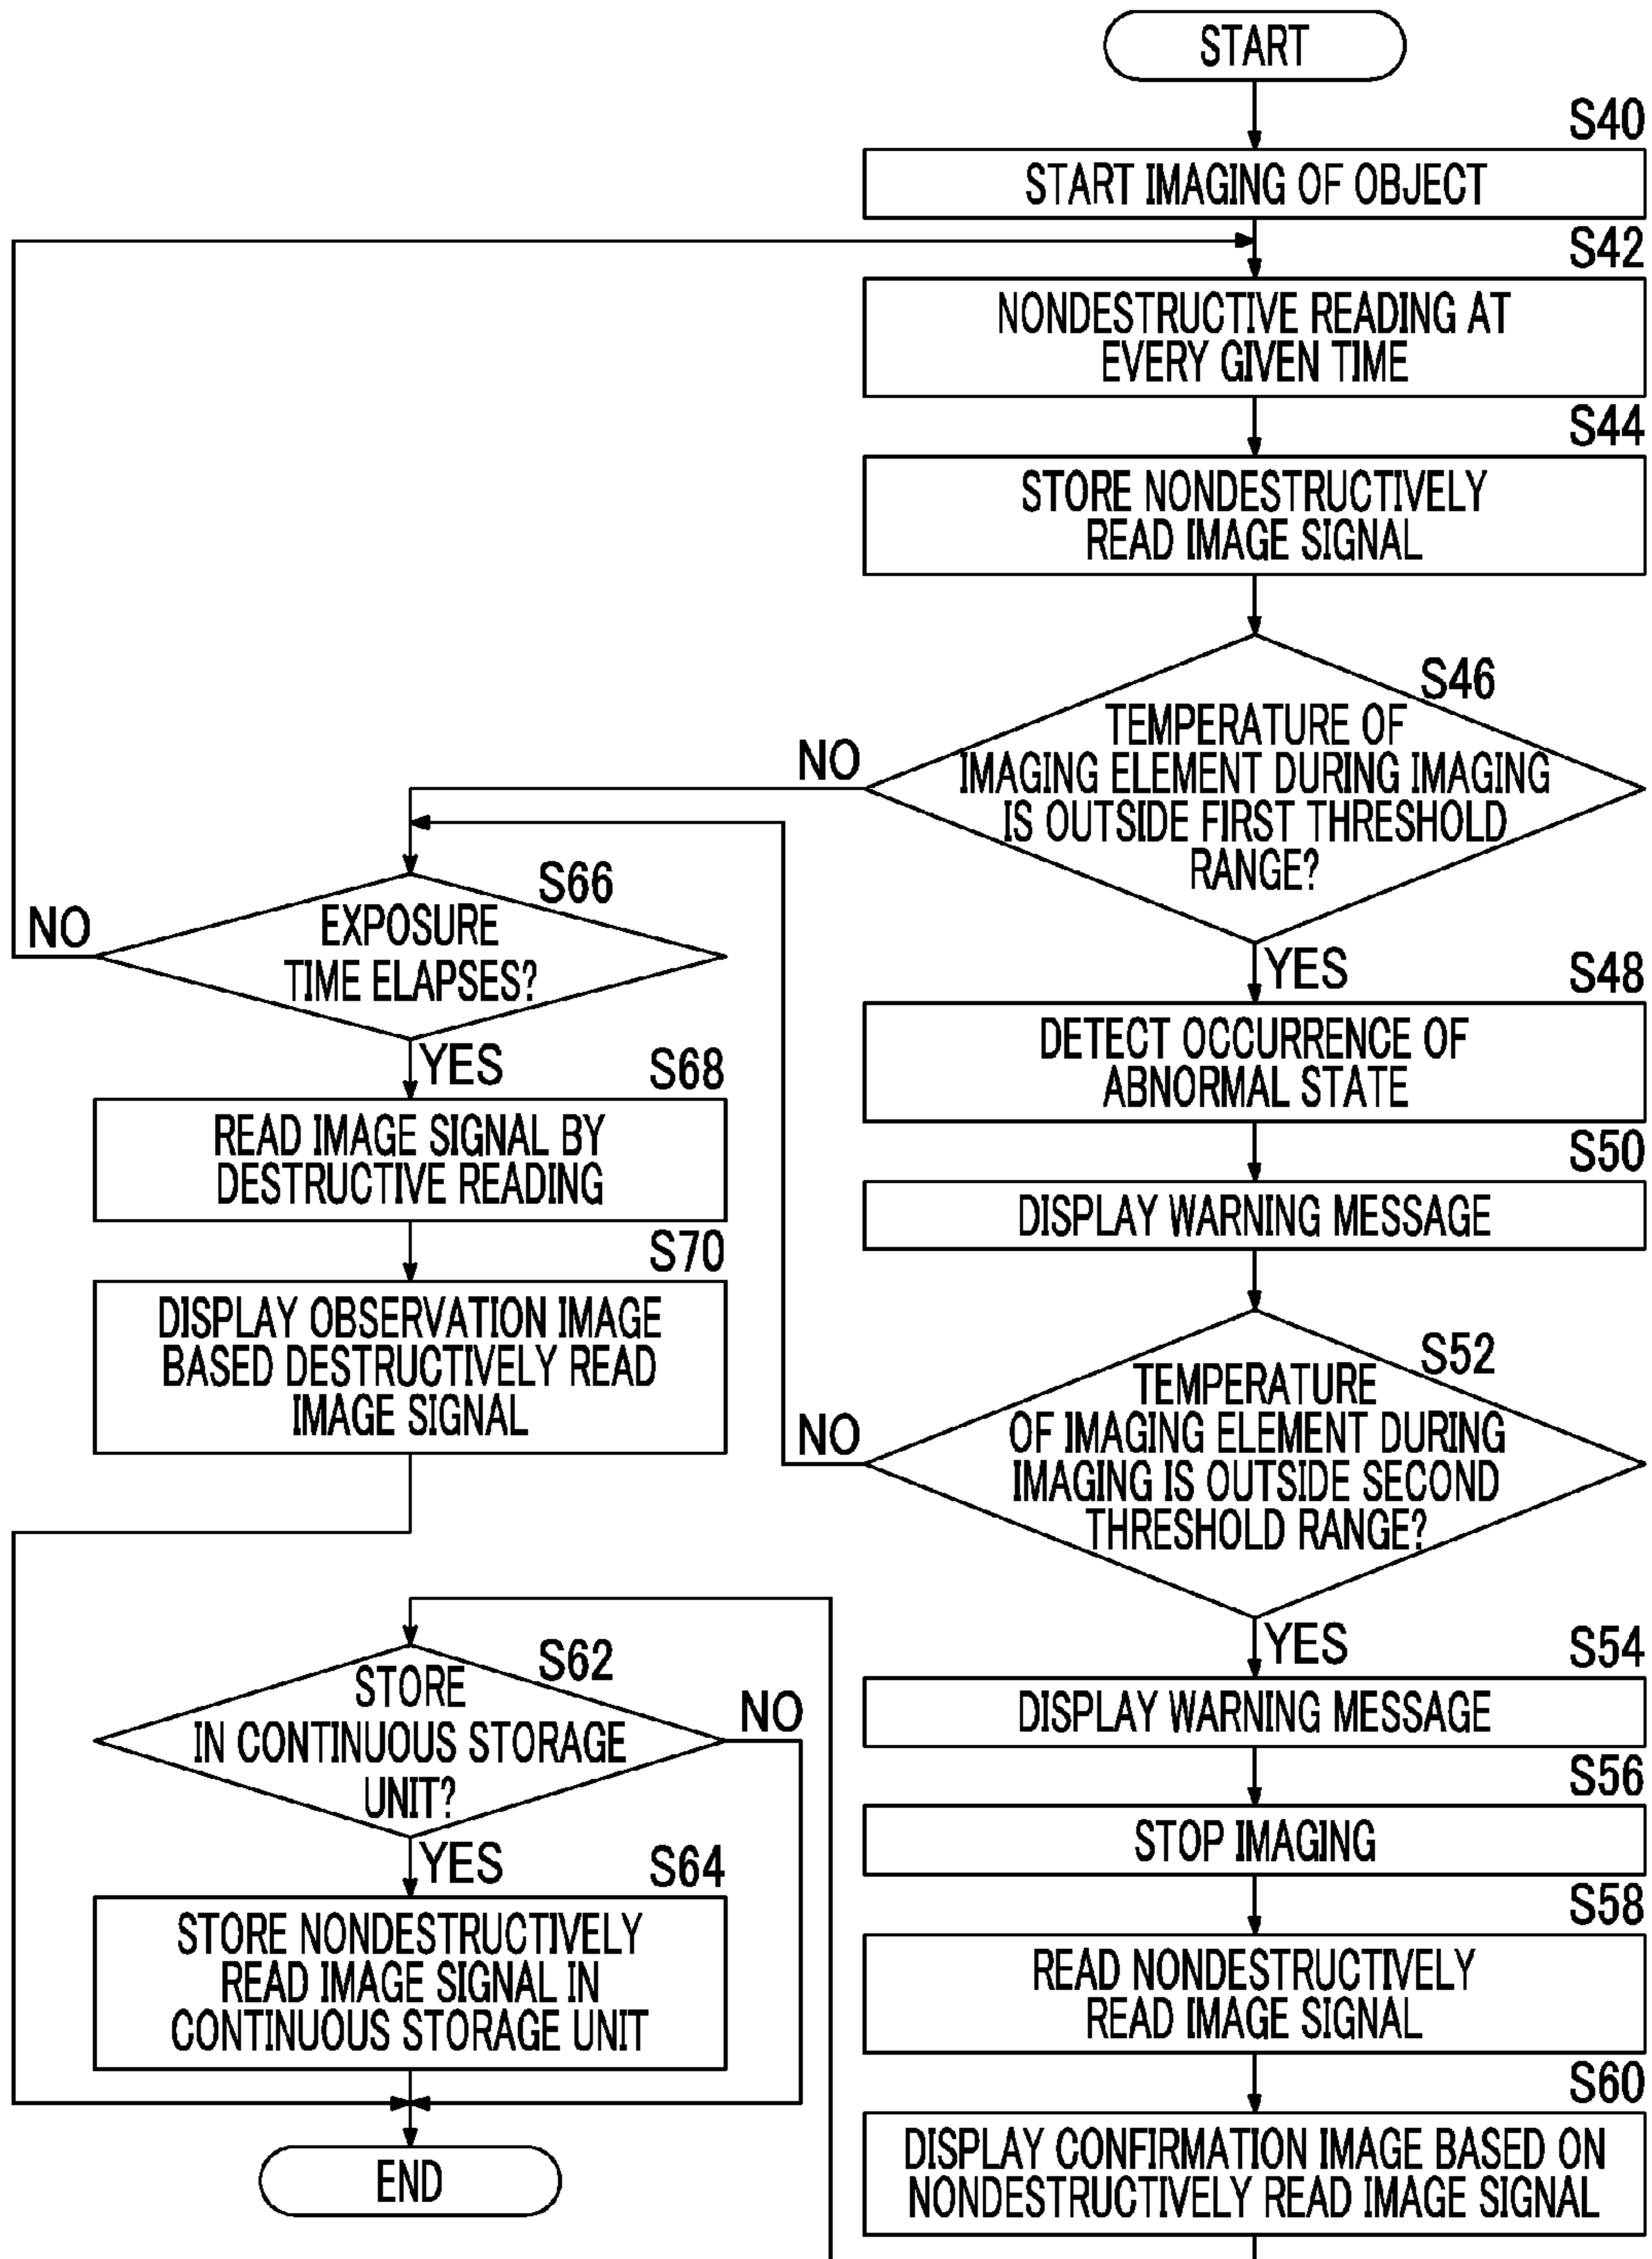 START
S40
START IMAGING OF OBJECT
S42
NONDESTRUCTIVE READING AT
EVERY GIVEN TIME
S44
STORE NONDESTRUCTIVELY
READ IMAGE SIGNAL
S46
TEMPERATURE OF
IMAGING ELEMENT DURING IMAGING
IS OUTSIDE FIRST THRESHOLD
RANGE?
NO
YES
S48
DETECT OCCURRENCE OF
ABNORMAL STATE
S50
DISPLAY WARNING MESSAGE
S52
TEMPERATURE
OF IMAGING ELEMENT DURING
IMAGING IS OUTSIDE SECOND
THRESHOLD RANGE?
NO
YES
S54
DISPLAY WARNING MESSAGE
S56
STOP IMAGING
S58
READ NONDESTRUCTIVELY
READ IMAGE SIGNAL
S60
DISPLAY CONFIRMATION IMAGE BASED ON
NONDESTRUCTIVELY READ IMAGE SIGNAL
S66
EXPOSURE
TIME ELAPSES?
NO
YES
S68
READ IMAGE SIGNAL BY
DESTRUCTIVE READING
S70
DISPLAY OBSERVATION IMAGE
BASED DESTRUCTIVELY READ
IMAGE SIGNAL
S62
STORE
IN CONTINUOUS STORAGE
UNIT?
NO
YES
S64
STORE NONDESTRUCTIVELY
READ IMAGE SIGNAL IN
CONTINUOUS STORAGE UNIT
END